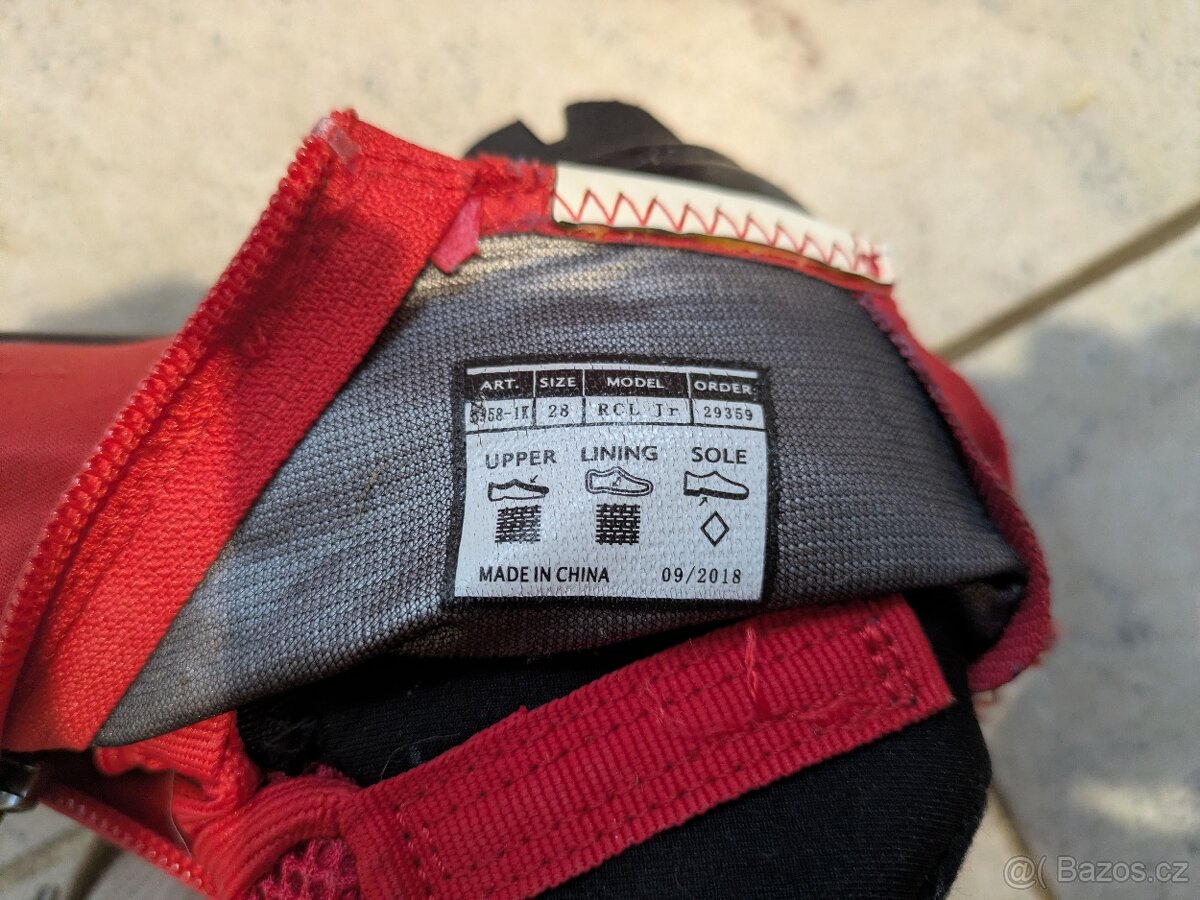 ART. SIZE MODEL ORDER
28 RCL Jr 29359
UPPER LINING SOLE
MADE IN CHINA 09/2018
Bazos.cz